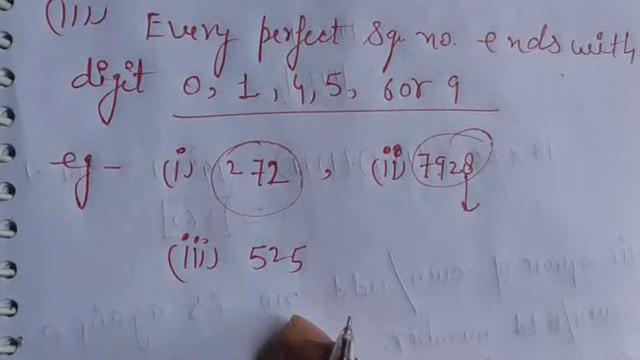 (iii) Every perfect sq. no. ends with
digit 0, 1, 4, 5, 6 or 9
eg - (i) 272, (ii) 7928
(iii) 525